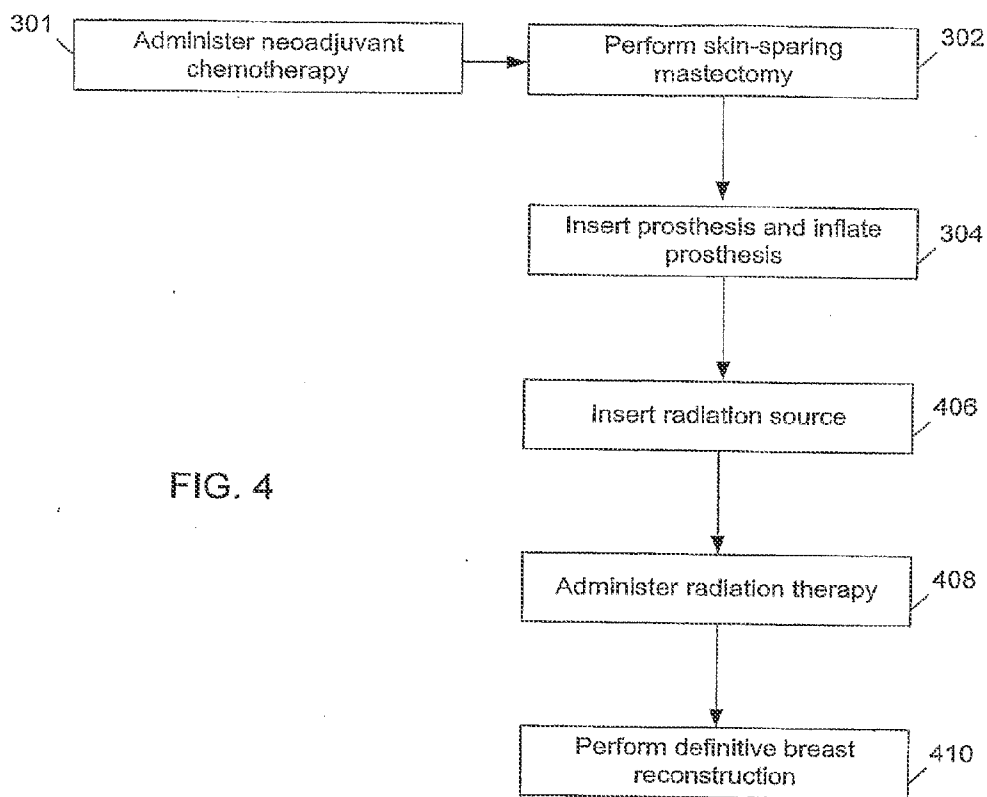 301
Administer neoadjuvant
chemotherapy
Perform skin-sparing
mastectomy
302
Insert prosthesis and inflate
prosthesis
304
Insert radiation source
406
FIG. 4
Administer radiation therapy
408
Perform definitive breast
reconstruction
410